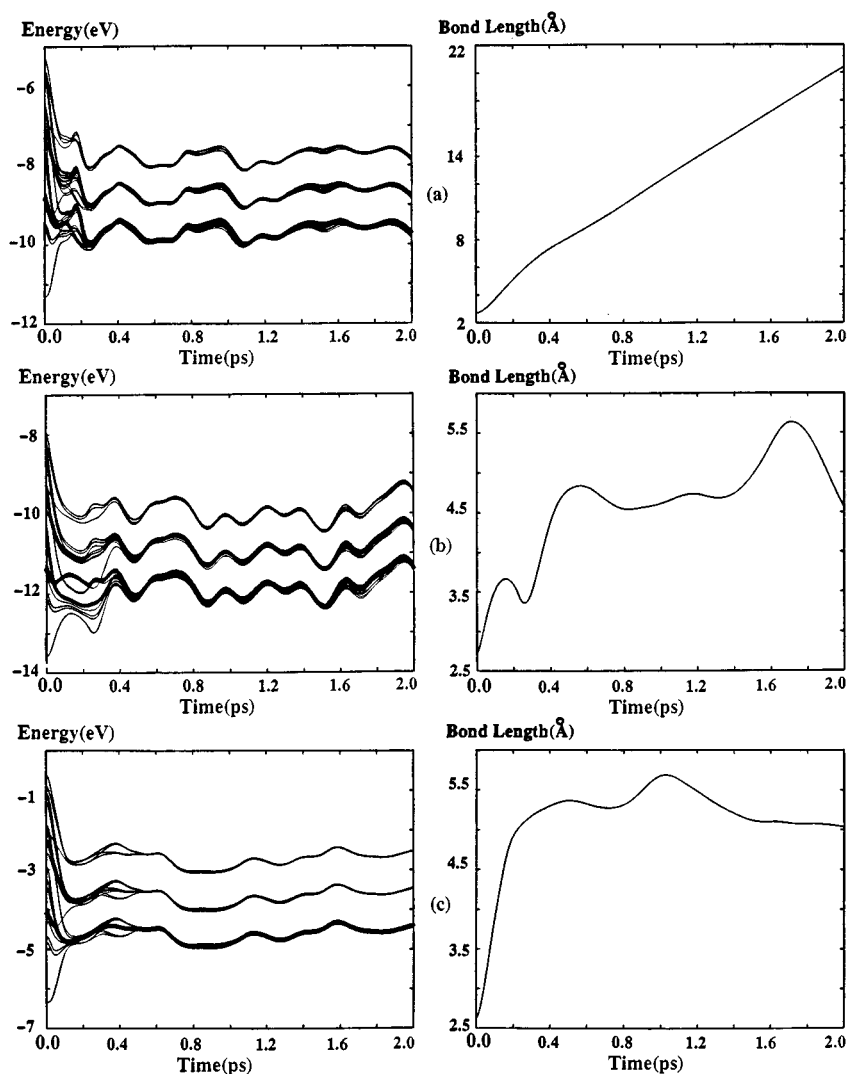 Energy(eV)
Bond Length(Å)
-6
-8
-10
-12
0.0 0.4 0.8 1.2 1.6 2.0
Time(ps)
(a)
22
14
8
2
0.0 0.4 0.8 1.2 1.6 2.0
Time(ps)
Energy(eV)
Bond Length(Å)
-8
-10
-12
-14
0.0 0.4 0.8 1.2 1.6 2.0
Time(ps)
(b)
5.5
4.5
3.5
2.5
0.0 0.4 0.8 1.2 1.6 2.0
Time(ps)
Energy(eV)
Bond Length(Å)
-1
-3
-5
-7
0.0 0.4 0.8 1.2 1.6 2.0
Time(ps)
(c)
5.5
4.5
3.5
2.5
0.0 0.4 0.8 1.2 1.6 2.0
Time(ps)